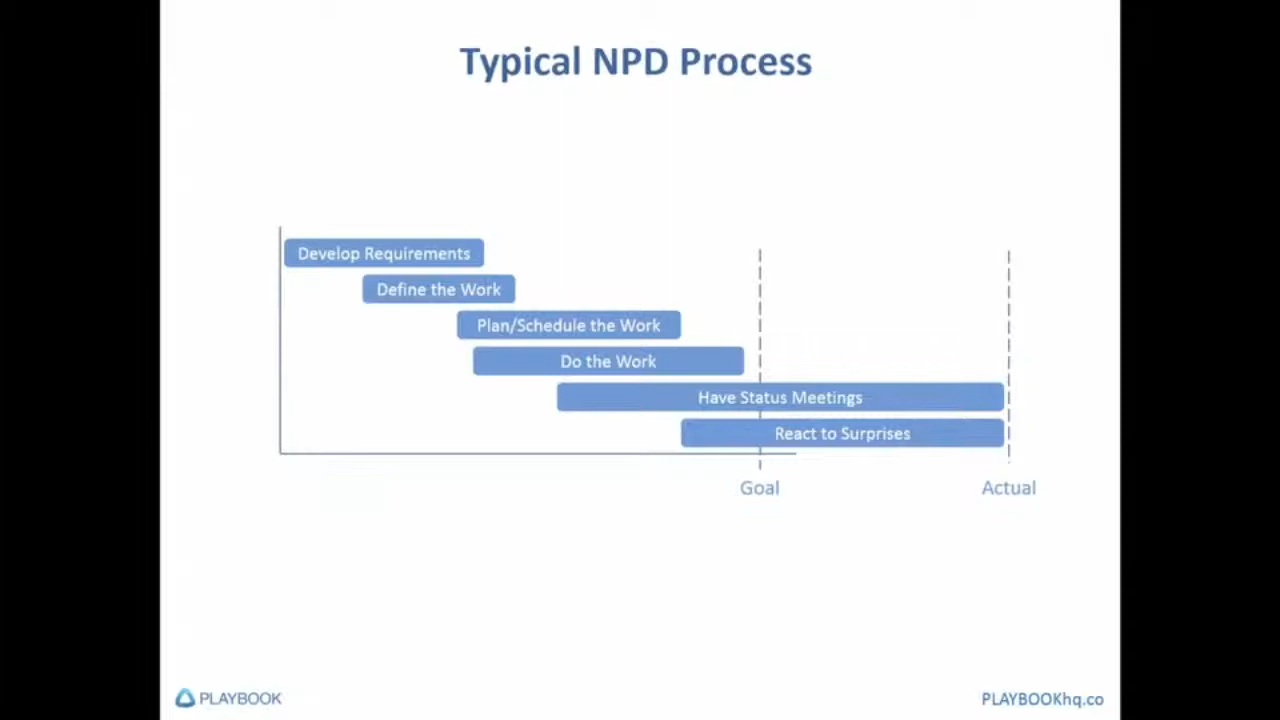 Typical NPD Process
Develop Requirements
Define the Work
Plan/Schedule the Work
Do the Work
Have Status Meetings
React to Surprises
Goal
Actual
PLAYBOOK
PLAYBOOKhq.co